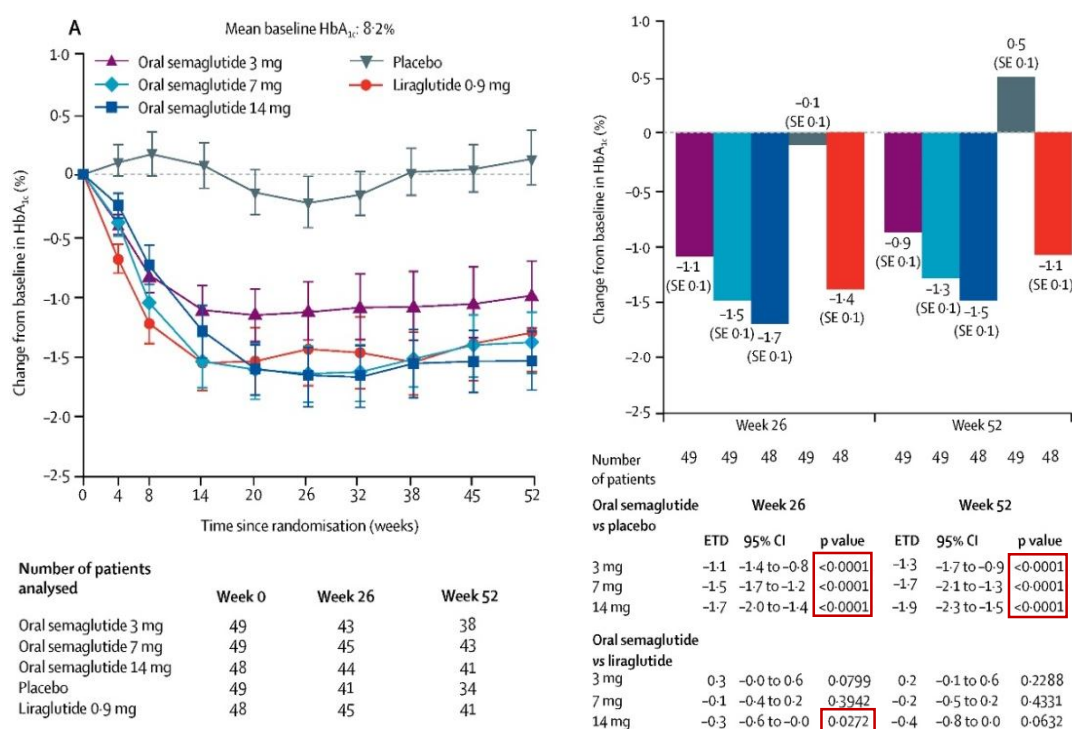 A
Mean baseline HbA1c: 8·2%
Oral semaglutide 3 mg
Oral semaglutide 7 mg
Oral semaglutide 14 mg
Placebo
Liraglutide 0·9 mg
Change from baseline in HbA1c (%)
1·0
0·5
0
−0·5
−1·0
−1·5
−2·0
−2·5
0 4 8 14 20 26 32 38 45 52
Time since randomisation (weeks)
Number of patients
analysed Week 0 Week 26 Week 52
Oral semaglutide 3 mg 49 43 38
Oral semaglutide 7 mg 49 45 43
Oral semaglutide 14 mg 48 44 41
Placebo 49 41 34
Liraglutide 0·9 mg 48 45 41
Change from baseline in HbA1c (%)
1·0
0·5
0
−0·5
−1·0
−1·5
−2·0
−2·5
−1·1
(SE 0·1)
−1·5
(SE 0·1)
−1·7
(SE 0·1)
−0·1
(SE 0·1)
−1·4
(SE 0·1)
−0·9
(SE 0·1)
−1·3
(SE 0·1)
−1·5
(SE 0·1)
0·5
(SE 0·1)
−1·1
(SE 0·1)
Week 26 Week 52
Number
of patients
49 49 48 49 48 49 49 48 49 48
Oral semaglutide
vs placebo
Week 26 Week 52
ETD 95% CI p value ETD 95% CI p value
3 mg −1·1 −1·4 to −0·8 <0·0001 −1·3 −1·7 to −0·9 <0·0001
7 mg −1·5 −1·7 to −1·2 <0·0001 −1·7 −2·1 to −1·3 <0·0001
14 mg −1·7 −2·0 to −1·4 <0·0001 −1·9 −2·3 to −1·5 <0·0001
Oral semaglutide
vs liraglutide
3 mg 0·3 −0·0 to 0·6 0·0799 0·2 −0·1 to 0·6 0·2288
7 mg −0·1 −0·4 to 0·2 0·3942 −0·2 −0·5 to 0·2 0·4331
14 mg −0·3 −0·6 to −0·0 0·0272 −0·4 −0·8 to 0·0 0·0632